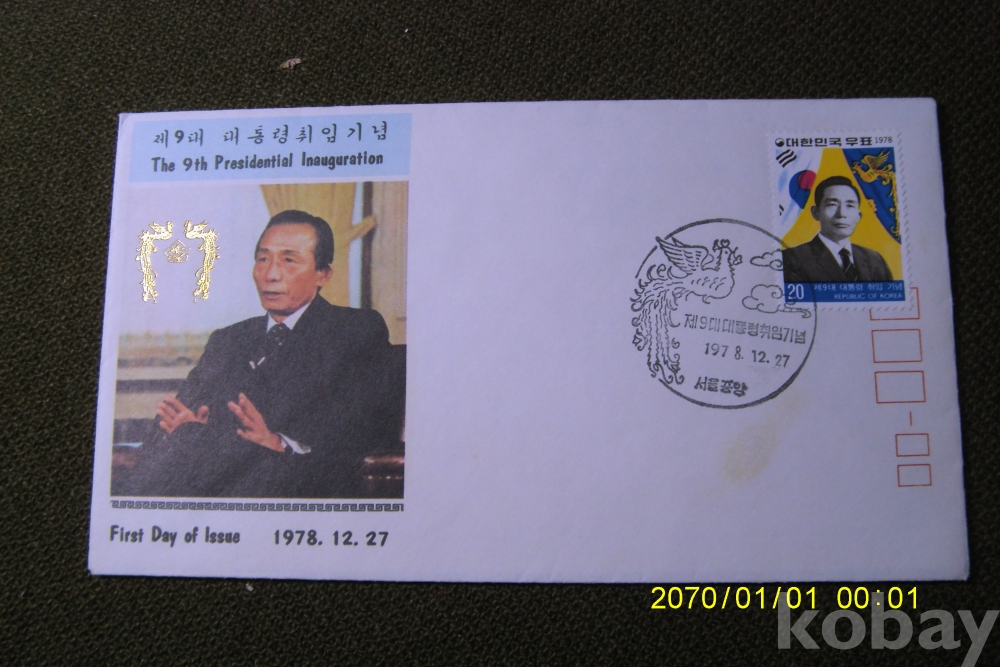 제9대 대통령취임기념
The 9th Presidential Inauguration
대한민국 우표 1978
20
제9대 대통령 취임 기념
REPUBLIC OF KOREA
제9대대통령취임기념
1978.12.27
서울중앙
First Day of Issue 1978. 12. 27
2070/01/01 00:01
kobay